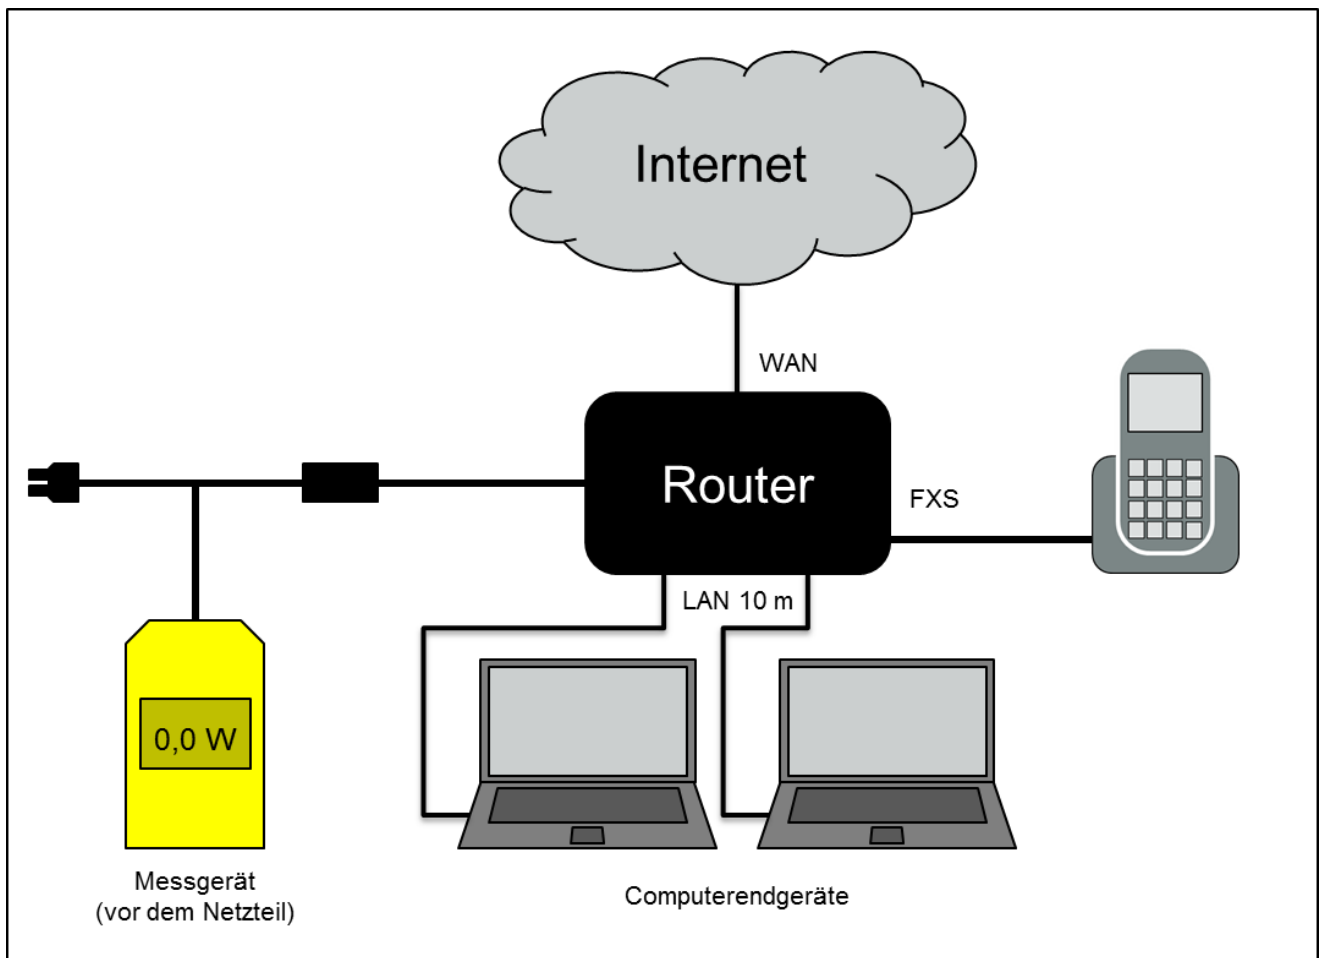 Internet
WAN
Router
FXS
LAN 10 m
0,0 W
Messgerät
(vor dem Netzteil)
Computerendgeräte